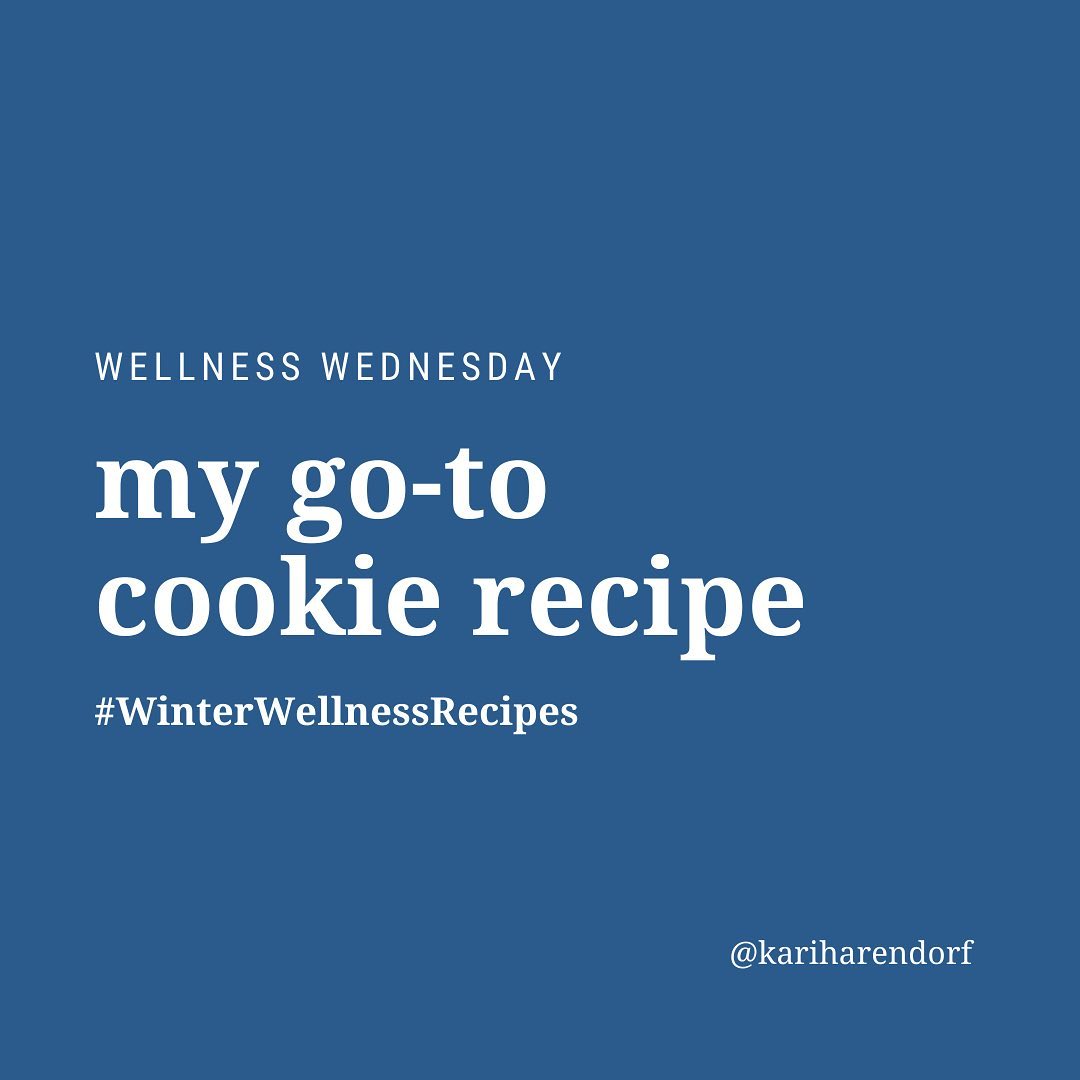 WELLNESS WEDNESDAY
my go-to
cookie recipe
#WinterWellnessRecipes
@kariharendorf